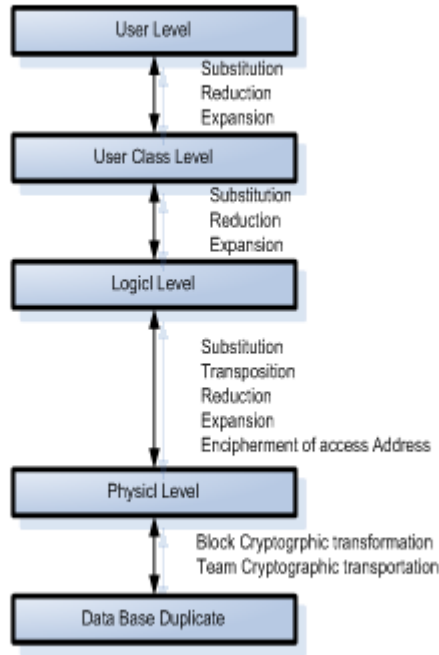 User Level
Substitution
Reduction
Expansion
User Class Level
Substitution
Reduction
Expansion
Logicl Level
Substitution
Transposition
Reduction
Expansion
Encipherment of access Address
Physicl Level
Block Cryptogrphic transformation
Team Cryptographic transportation
Data Base Duplicate